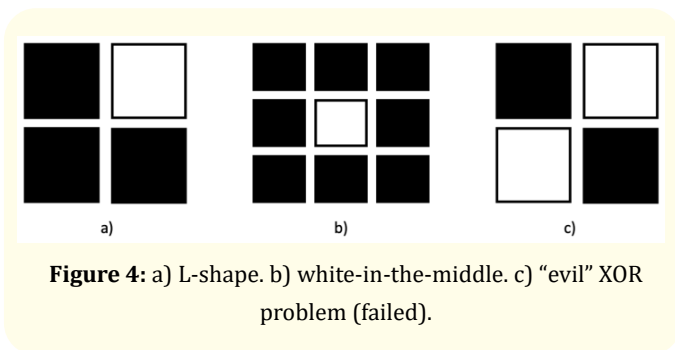 a)
b)
c)
Figure 4: a) L-shape. b) white-in-the-middle. c) “evil” XOR
problem (failed).